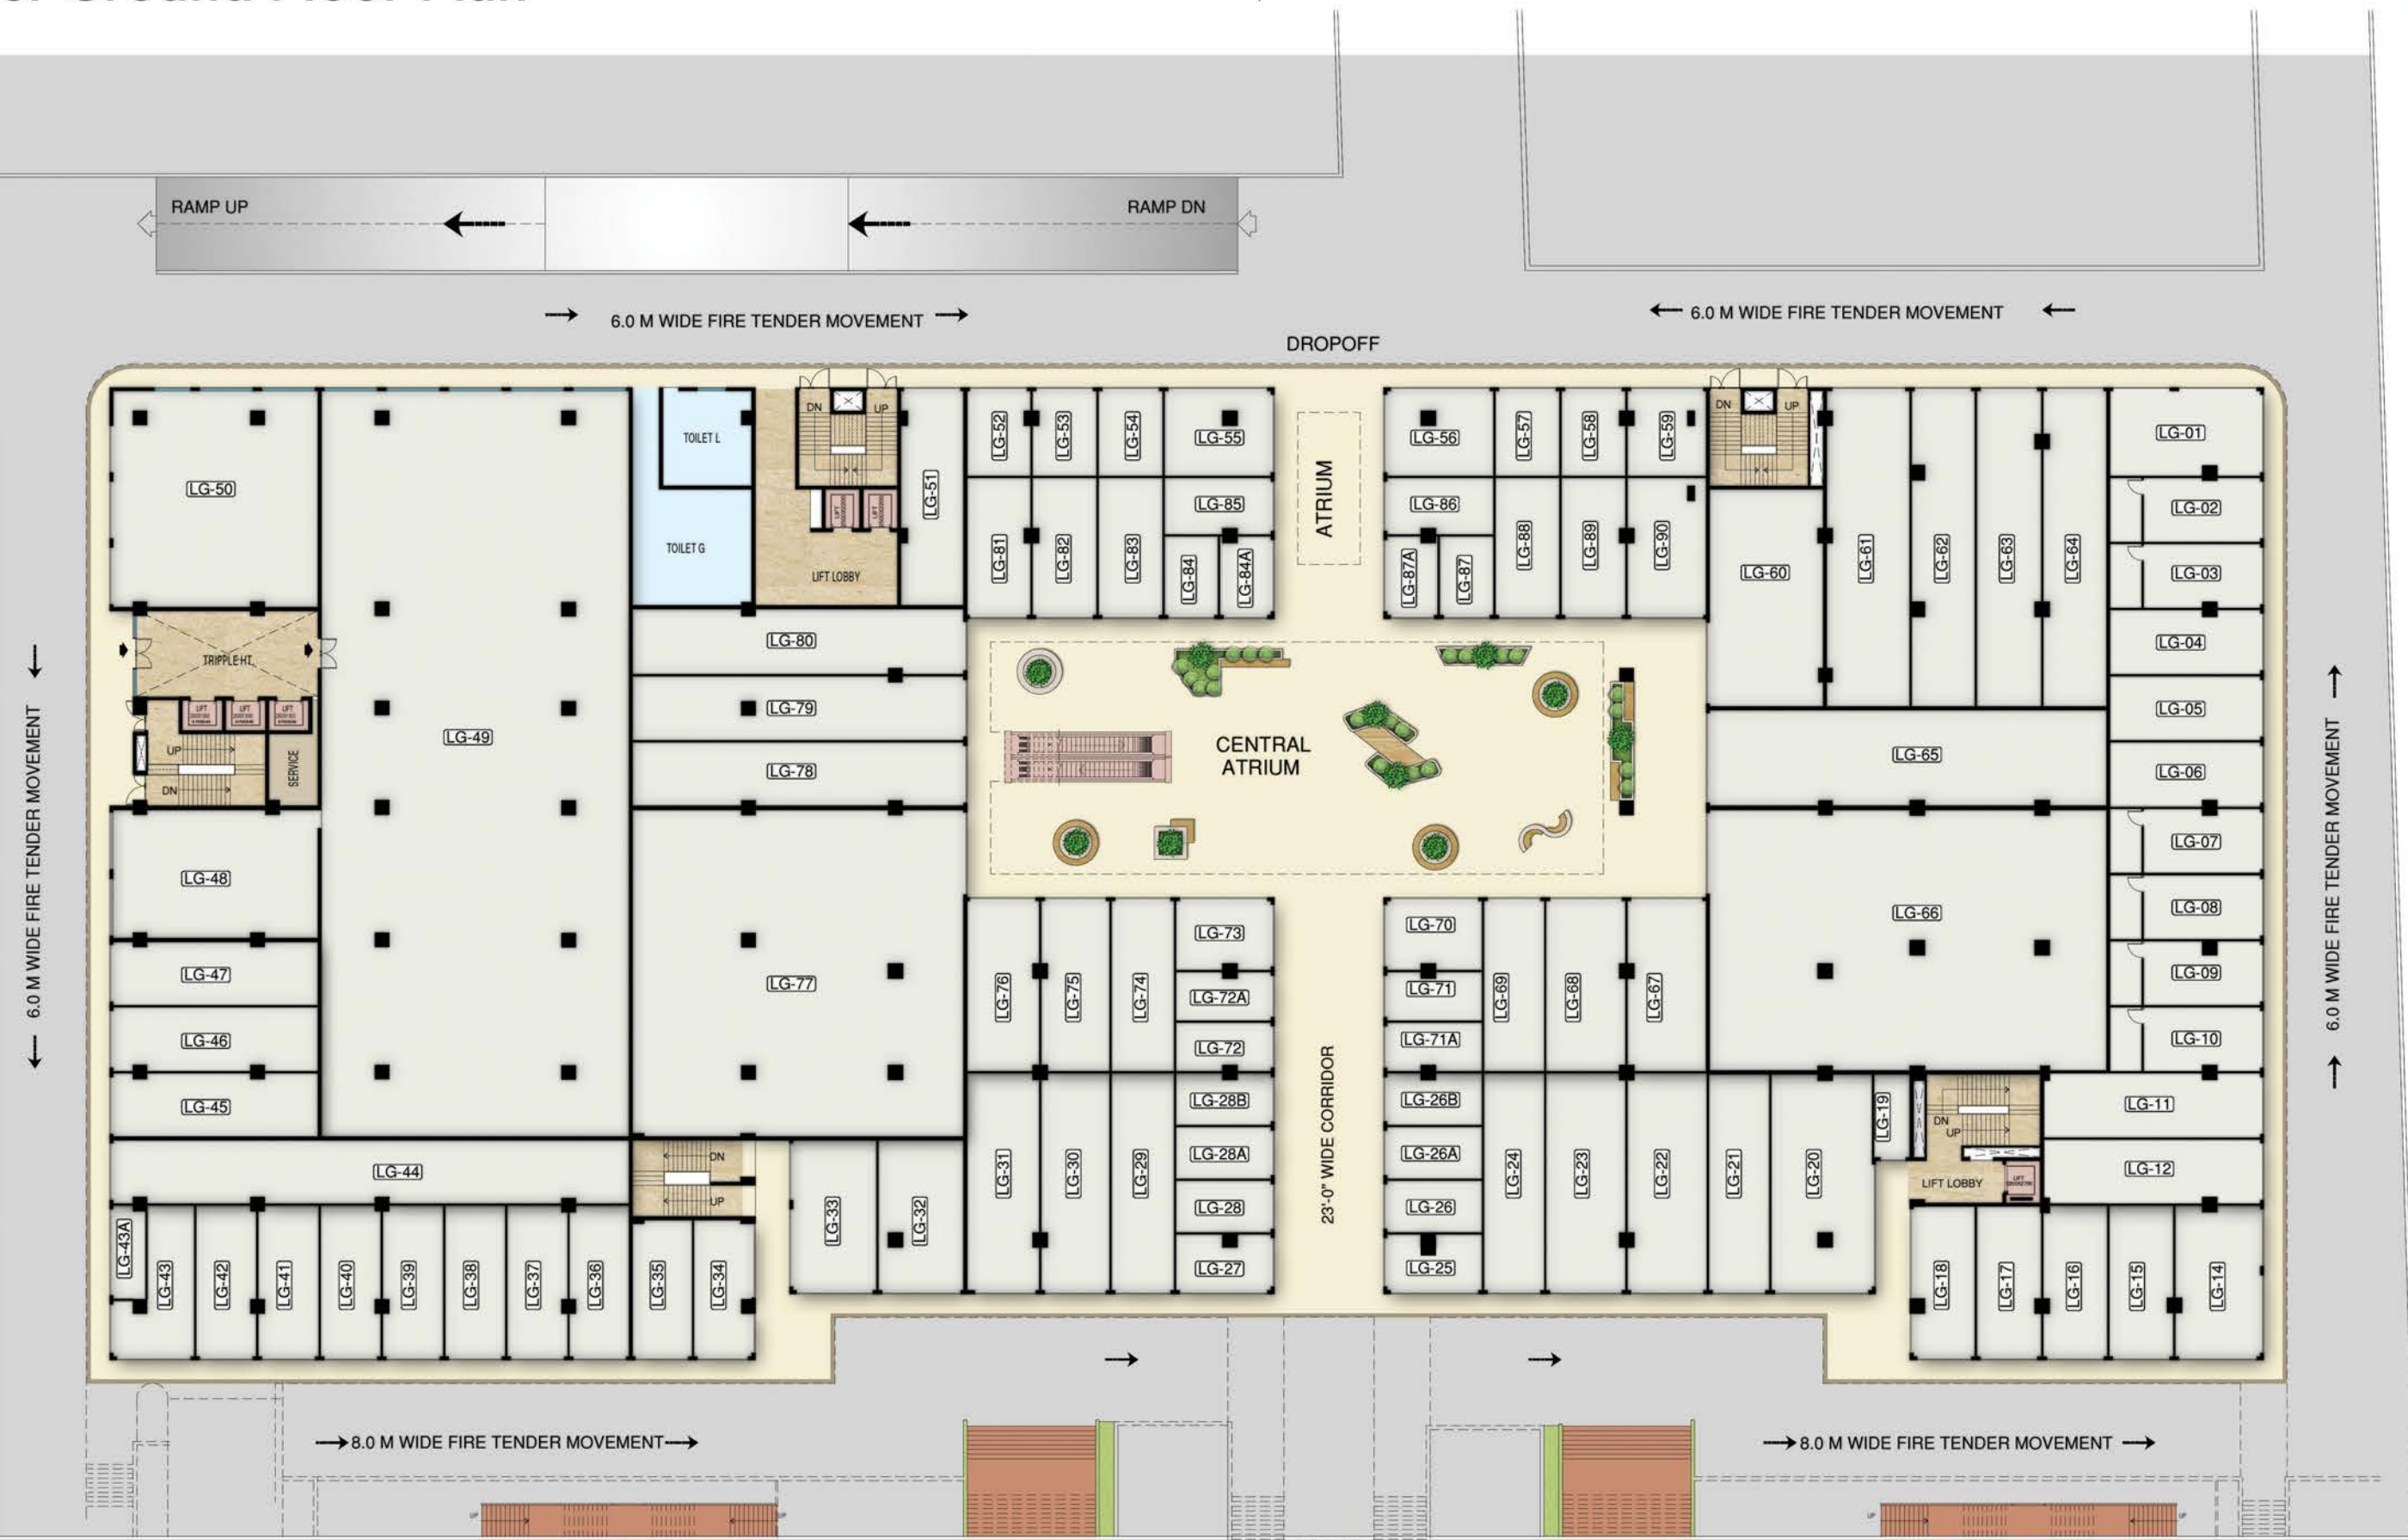 RAMP UP
RAMP DN
6.0 M WIDE FIRE TENDER MOVEMENT
6.0 M WIDE FIRE TENDER MOVEMENT
DROPOFF
LG-50
TOILET L
TOILET G
DN
UP
LIFT
LIFT
LIFT LOBBY
LG-51
LG-52
LG-53
LG-54
LG-55
LG-81
LG-82
LG-83
LG-85
LG-84
LG-84A
ATRIUM
LG-56
LG-57
LG-58
LG-59
LG-86
LG-87A
LG-87
LG-88
LG-89
LG-90
DN
UP
LG-60
LG-61
LG-62
LG-63
LG-64
LG-01
LG-02
LG-03
LG-04
LG-05
LG-06
LG-07
LG-08
LG-09
LG-10
LG-11
LG-12
TRIPPLE HT.
LIFT
LIFT
LIFT
UP
DN
SERVICE
LG-49
LG-80
LG-79
LG-78
LG-77
CENTRAL
ATRIUM
LG-65
LG-66
6.0 M WIDE FIRE TENDER MOVEMENT
6.0 M WIDE FIRE TENDER MOVEMENT
LG-48
LG-47
LG-46
LG-45
LG-44
LG-76
LG-75
LG-74
LG-73
LG-72A
LG-72
LG-28B
LG-28A
LG-28
LG-27
LG-31
LG-30
LG-29
23'-0" WIDE CORRIDOR
LG-70
LG-71
LG-71A
LG-69
LG-68
LG-67
LG-26B
LG-26A
LG-26
LG-25
LG-24
LG-23
LG-22
LG-21
LG-20
LG-19
DN
UP
LIFT LOBBY
LIFT
DN
UP
LG-33
LG-32
LG-43A
LG-43
LG-42
LG-41
LG-40
LG-39
LG-38
LG-37
LG-36
LG-35
LG-34
LG-18
LG-17
LG-16
LG-15
LG-14
8.0 M WIDE FIRE TENDER MOVEMENT
8.0 M WIDE FIRE TENDER MOVEMENT
UP
UP
UP
UP